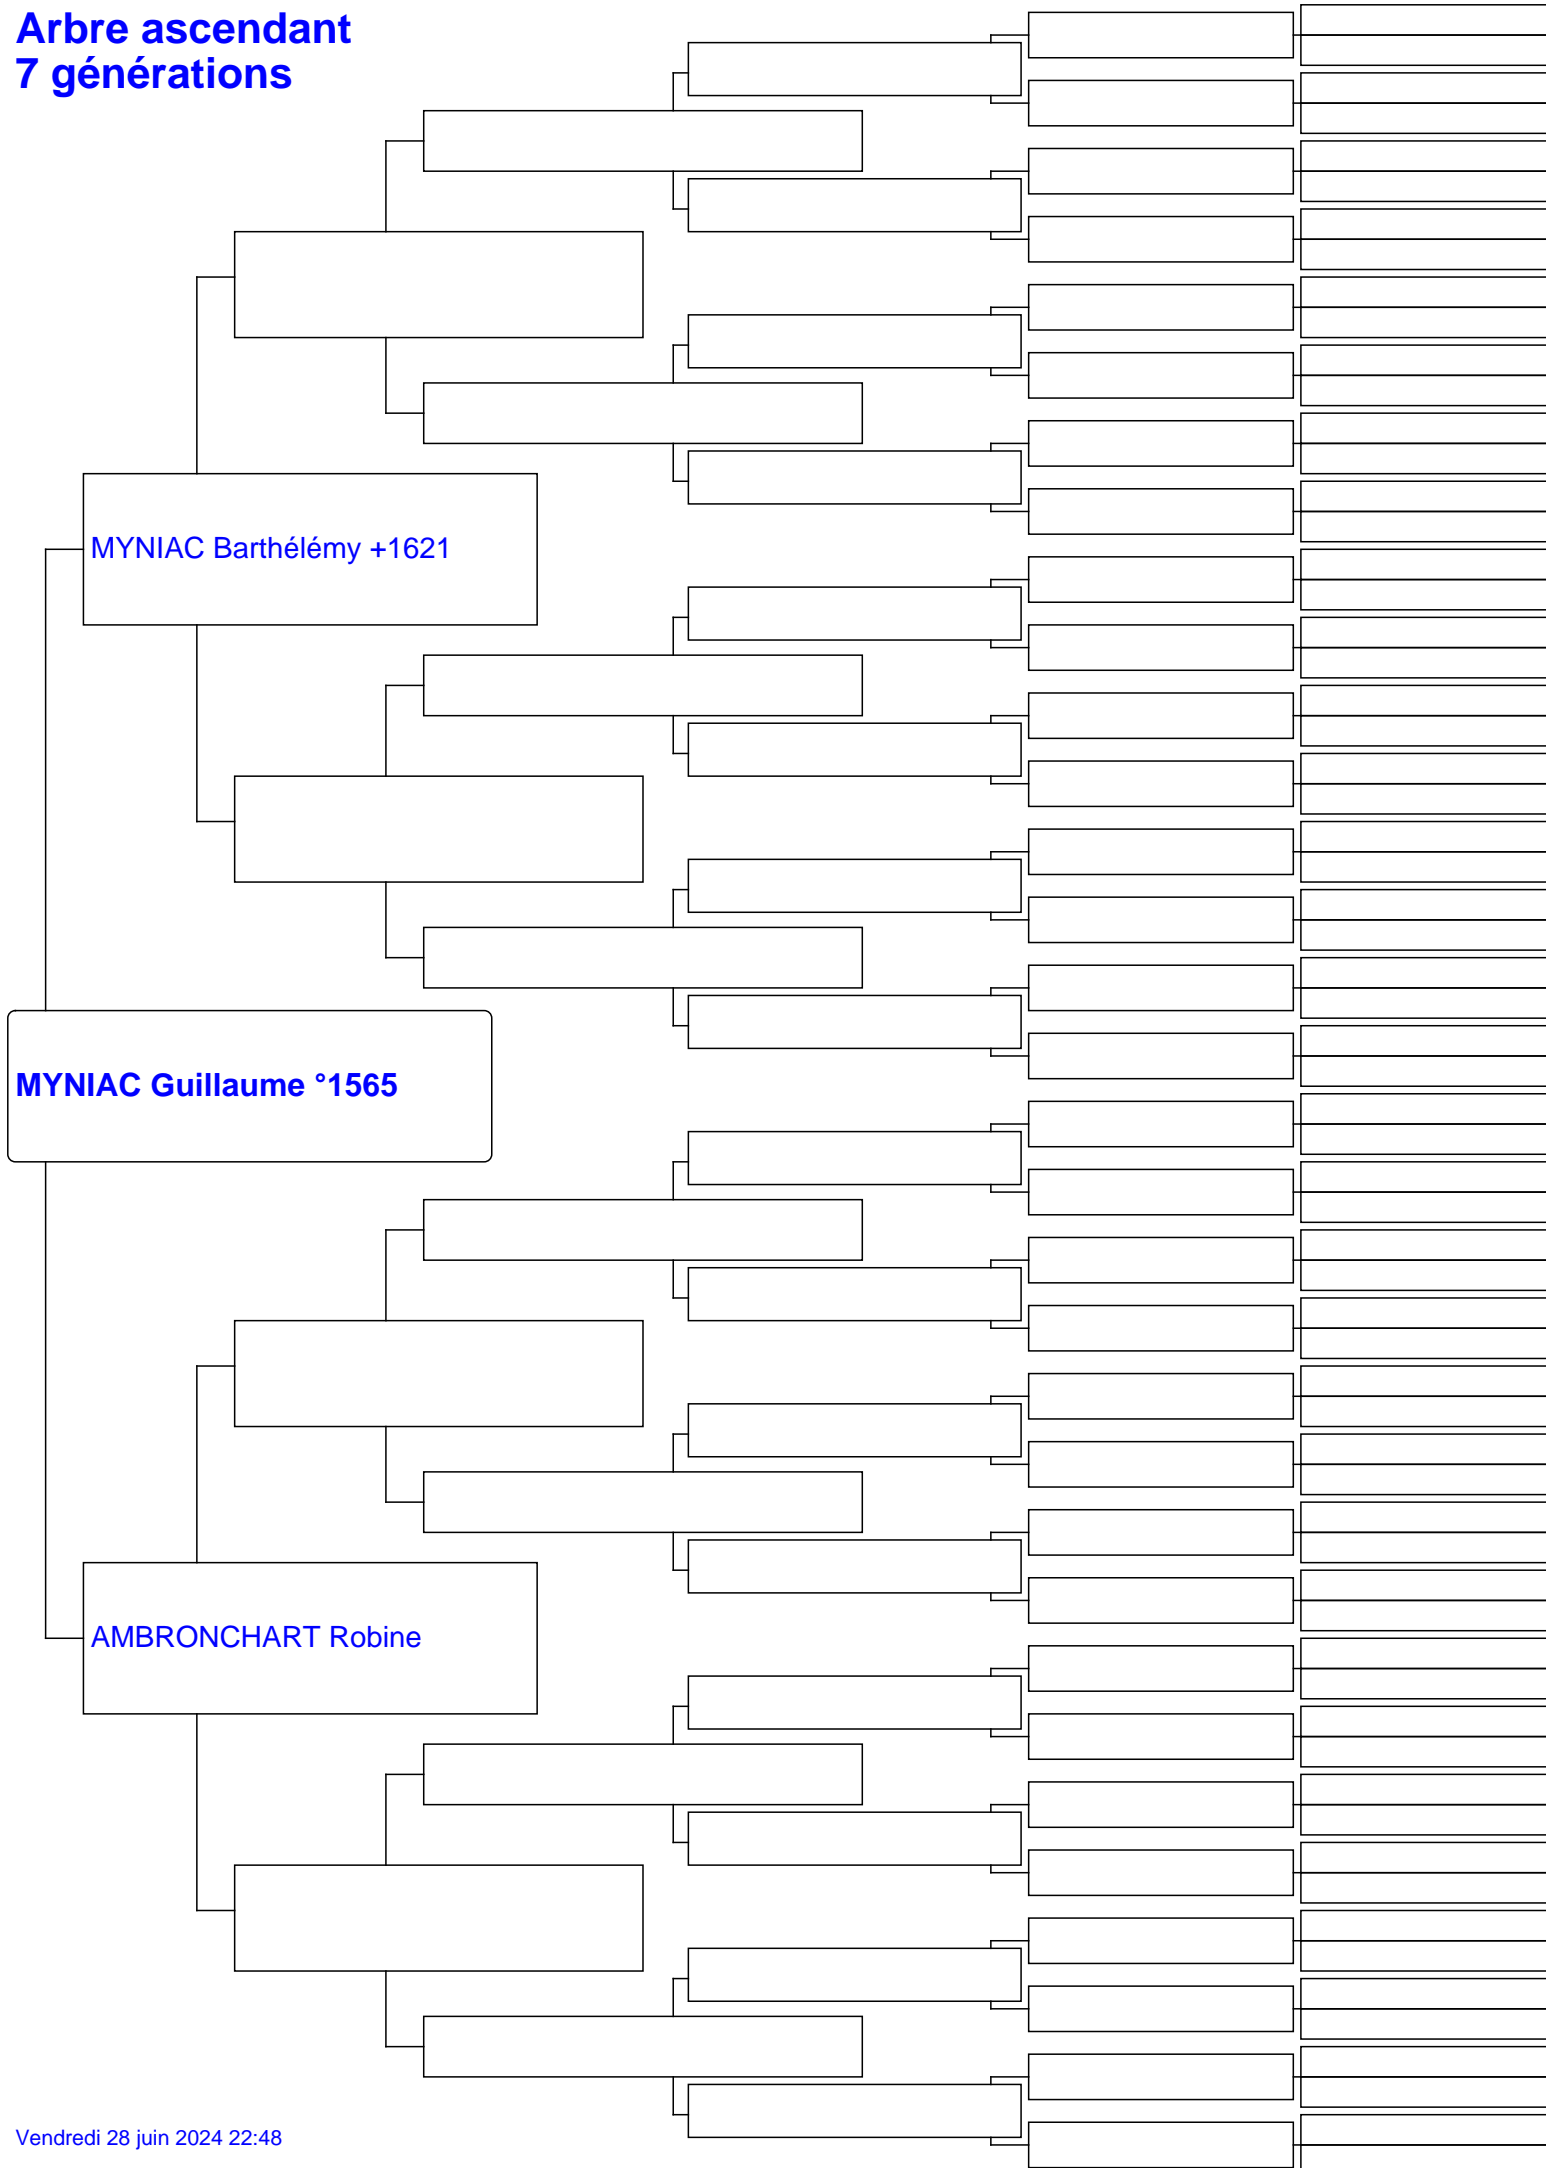 Arbre ascendant
7 générations
MYNIAC Barthélémy +1621
MYNIAC Guillaume °1565
AMBRONCHART Robine
Vendredi 28 juin 2024 22:48